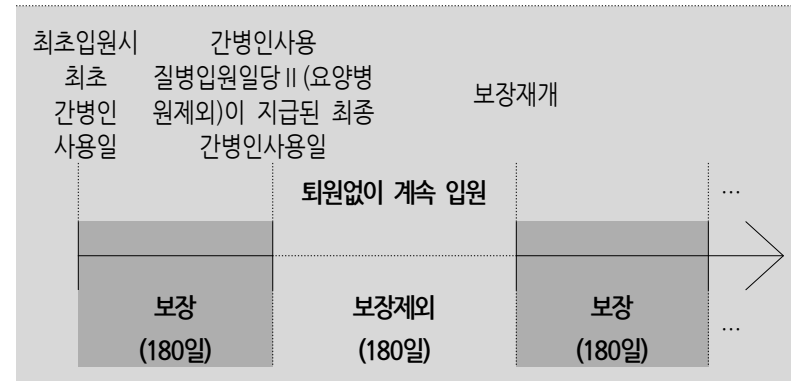 최초입원시
최초
간병인
사용일
간병인사용
질병입원일당Ⅱ(요양병
원제외)이 지급된 최종
간병인사용일
보장재개
퇴원없이 계속 입원
…
보장
(180일)
보장제외
(180일)
보장
(180일)
…